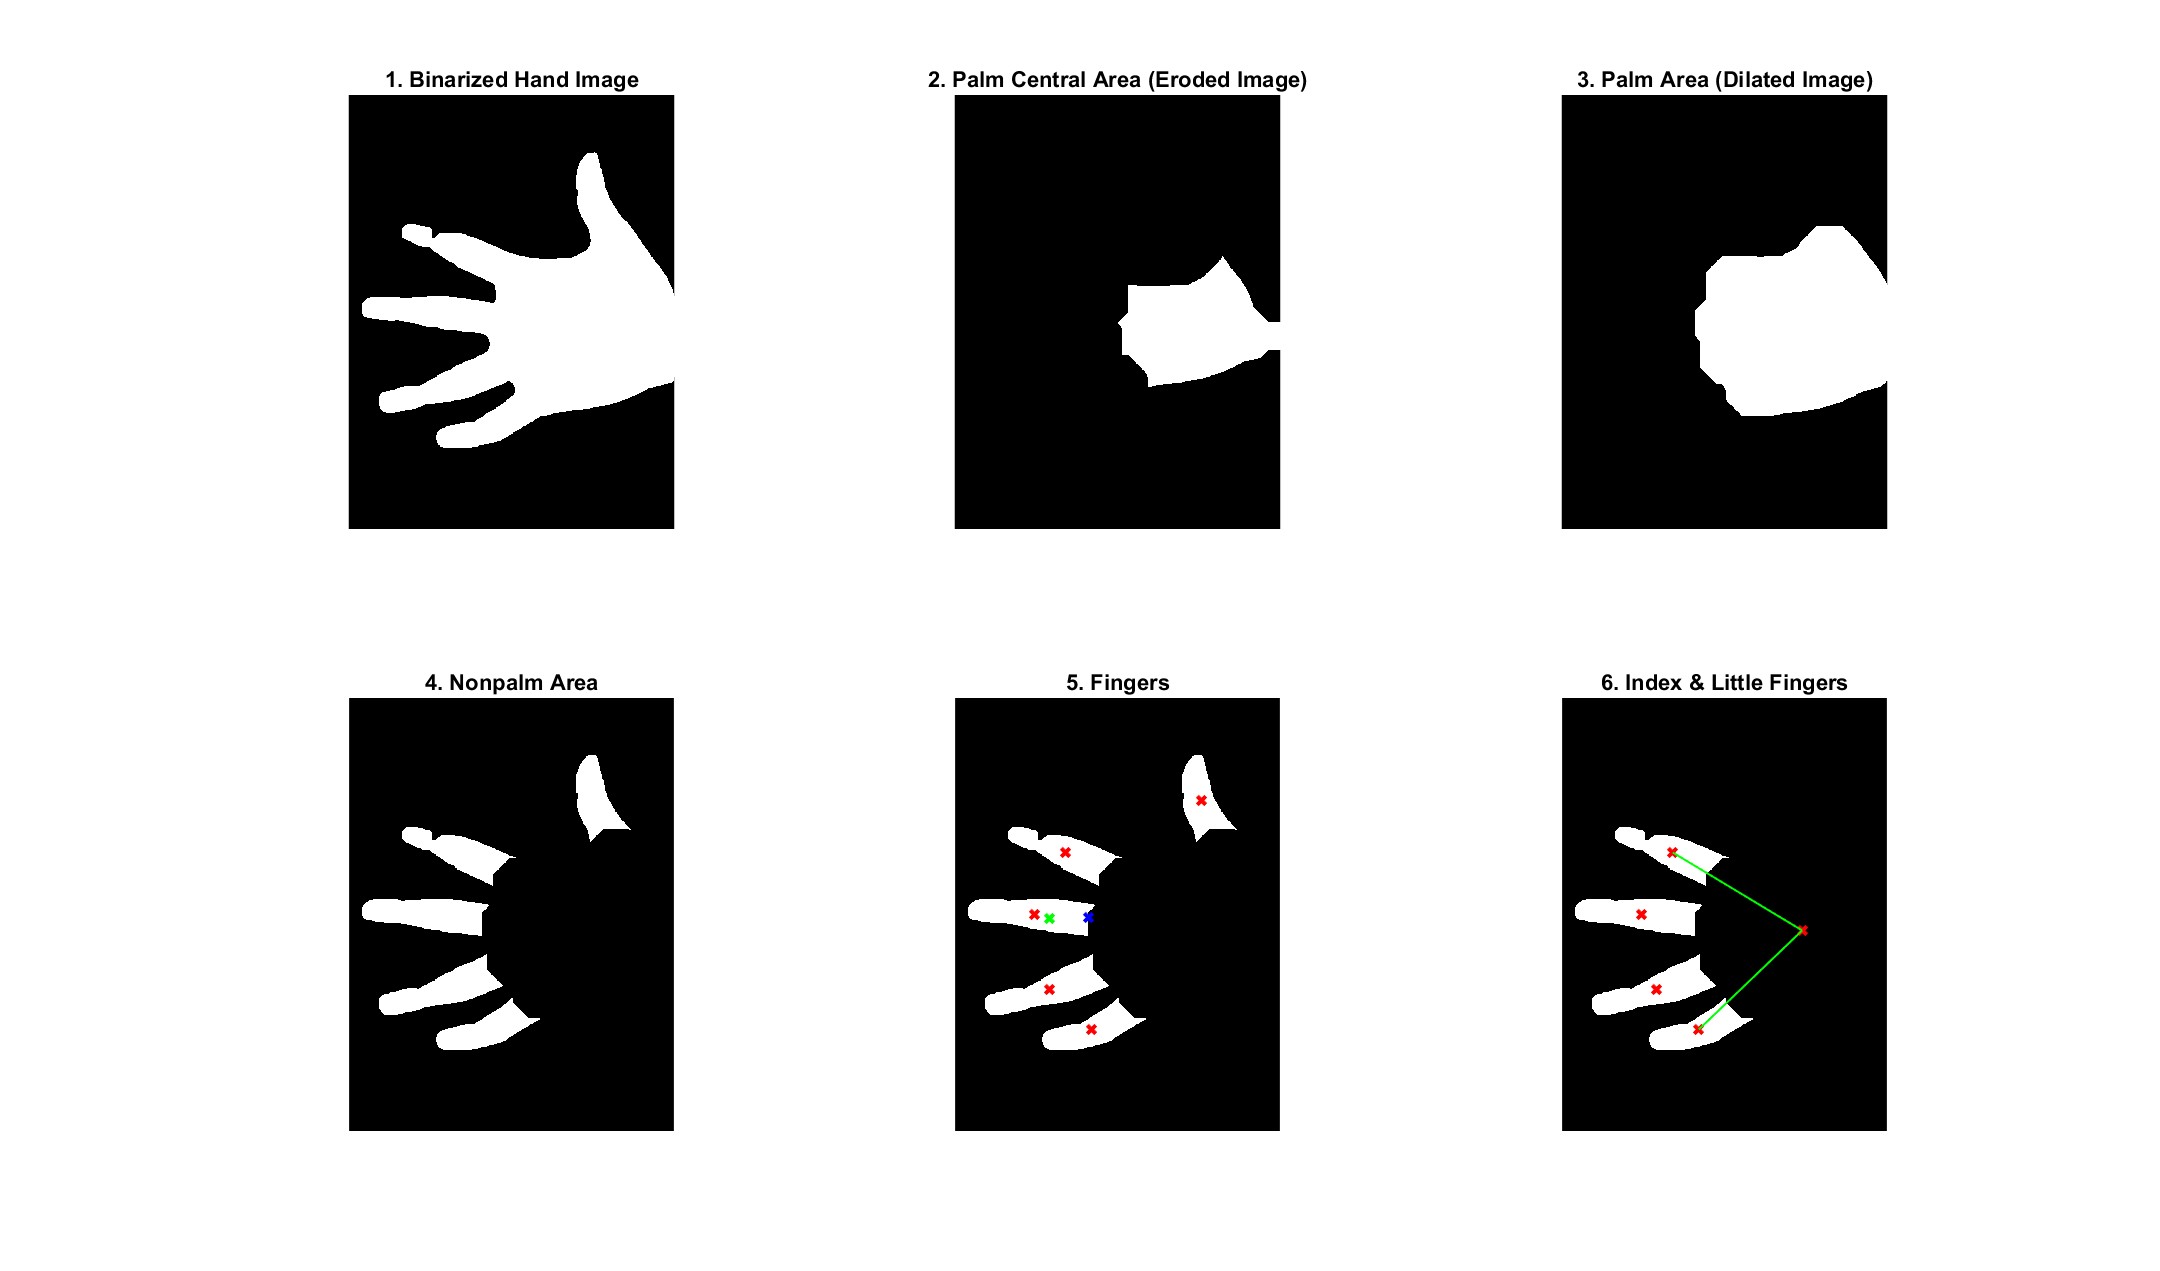 1. Binarized Hand Image
2. Palm Central Area (Eroded Image)
3. Palm Area (Dilated Image)
4. Nonpalm Area
5. Fingers
6. Index & Little Fingers